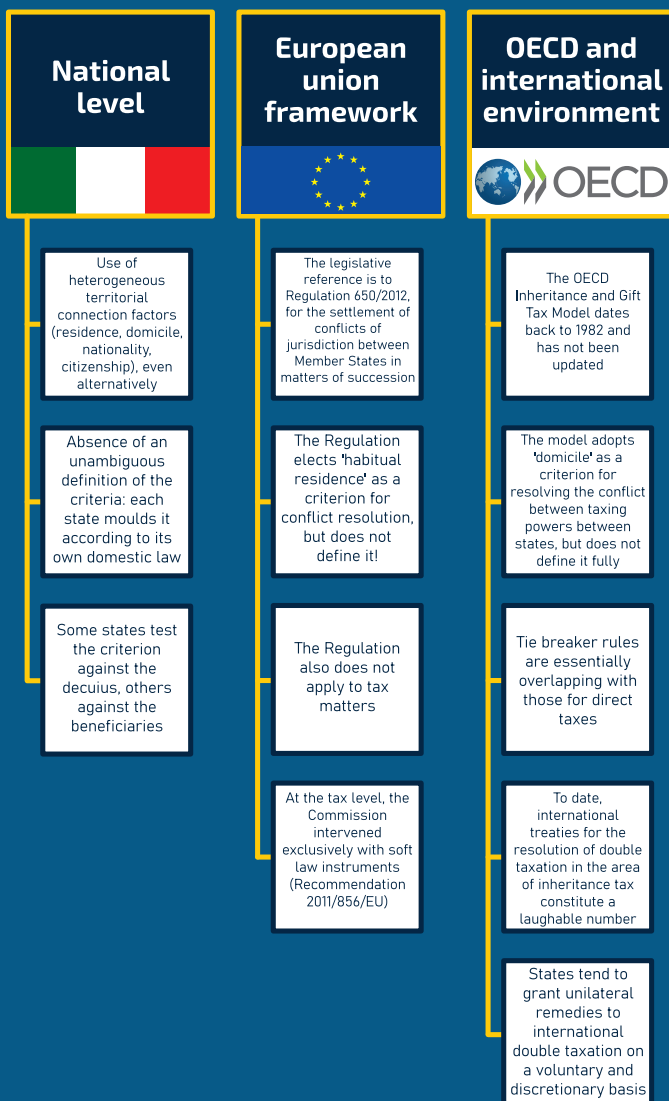 National
level
Use of
heterogeneous
territorial
connection factors
(residence, domicile,
nationality,
citizenship), even
alternatively
Absence of an
unambiguous
definition of the
criteria: each
state moulds it
according to its
own domestic law
Some states test
the criterion
against the
decuius, others
against the
beneficiaries
European
union
framework
The legislative
reference is to
Regulation 650/2012,
for the settlement of
conflicts of
jurisdiction between
Member States in
matters of succession
The Regulation
elects 'habitual
residence' as a
criterion for
conflict resolution,
but does not
define it!
The Regulation
also does not
apply to tax
matters
At the tax level, the
Commission
intervened
exclusively with soft
law instruments
(Recommendation
2011/856/EU)
OECD and
international
environment
OECD
The OECD
Inheritance and Gift
Tax Model dates
back to 1982 and
has not been
updated
The model adopts
'domicile' as a
criterion for
resolving the conflict
between taxing
powers between
states, but does not
define it fully
Tie breaker rules
are essentially
overlapping with
those for direct
taxes
To date,
international
treaties for the
resolution of double
taxation in the area
of inheritance tax
constitute a
laughable number
States tend to
grant unilateral
remedies to
international
double taxation on
a voluntary and
discretionary basis